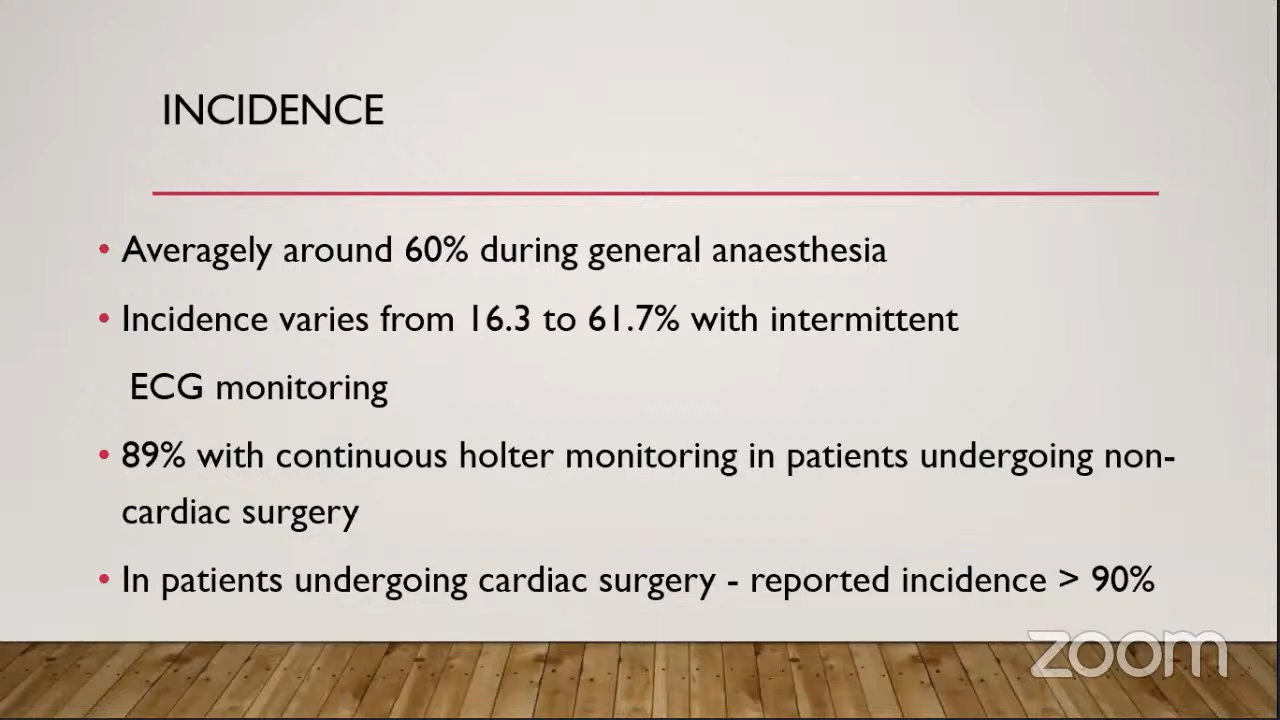 INCIDENCE
• Averagely around 60% during general anaesthesia
• Incidence varies from 16.3 to 61.7% with intermittent
ECG monitoring
• 89% with continuous holter monitoring in patients undergoing non-
cardiac surgery
• In patients undergoing cardiac surgery - reported incidence > 90%
zoom